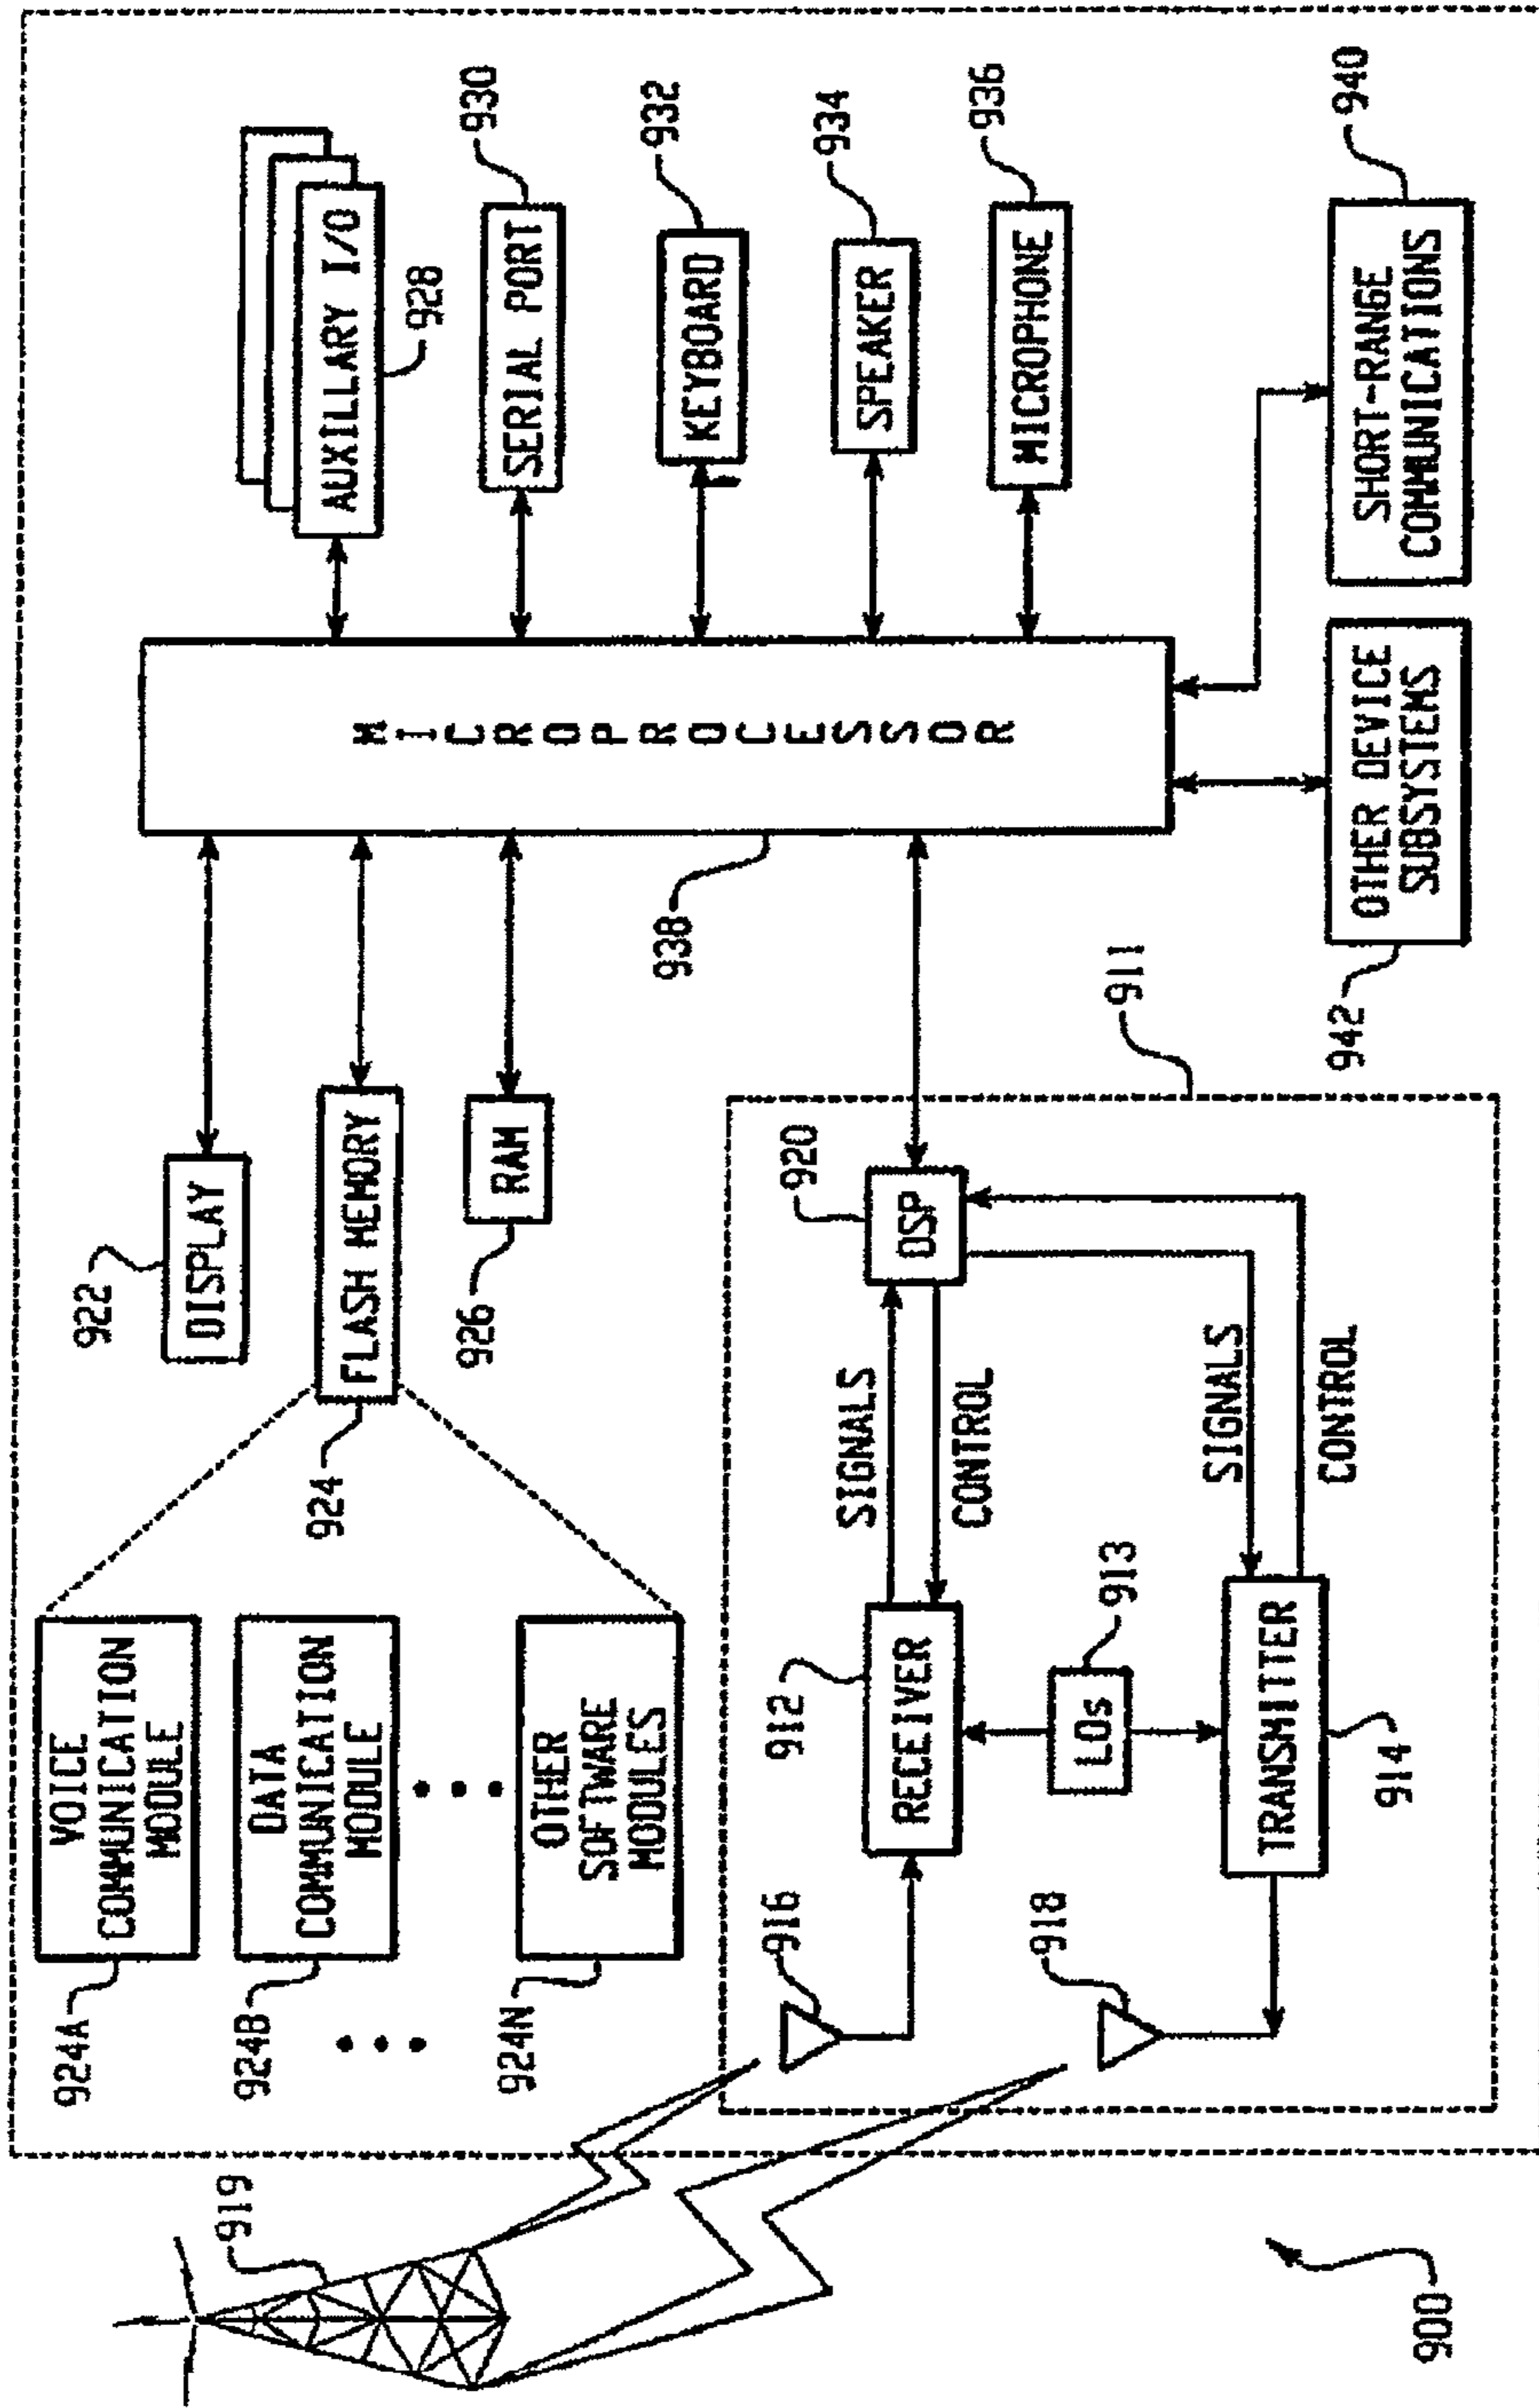 919
900
924A
VOICE
COMMUNICATION
MODULE
924B
DATA
COMMUNICATION
MODULE
924N
OTHER
SOFTWARE
MODULES
922
DISPLAY
924
FLASH MEMORY
926
RAM
938
MICROPROCESSOR
AUXILLARY I/O
928
SERIAL PORT
930
KEYBOARD
932
SPEAKER
934
MICROPHONE
936
SHORT-RANGE
COMMUNICATIONS
940
OTHER DEVICE
SUBSYSTEMS
942
911
916
912
RECEIVER
SIGNALS
CONTROL
920
DSP
LOs
913
918
TRANSMITTER
914
SIGNALS
CONTROL